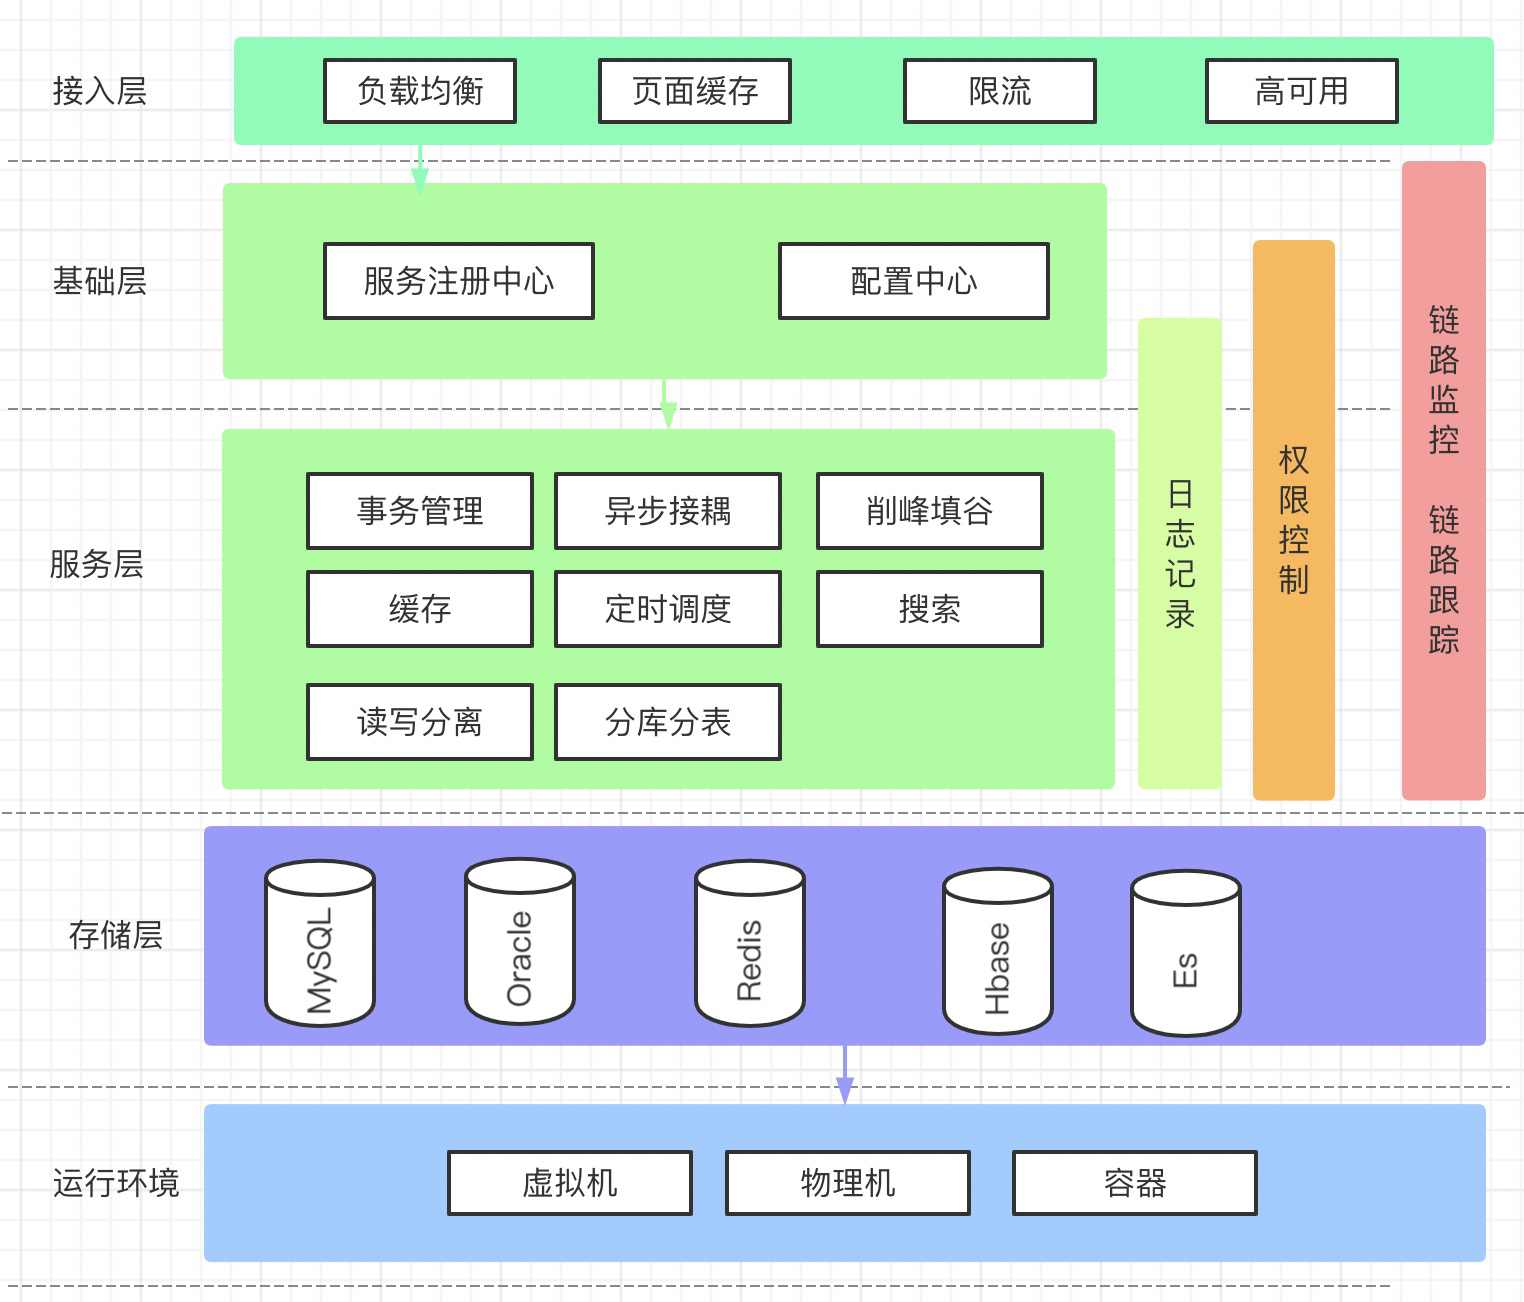 接入层
负载均衡
页面缓存
限流
高可用
基础层
服务注册中心
配置中心
服务层
事务管理
异步接耦
削峰填谷
缓存
定时调度
搜索
读写分离
分库分表
日志记录
权限控制
链路监控 链路跟踪
存储层
MySQL
Oracle
Redis
Hbase
Es
运行环境
虚拟机
物理机
容器